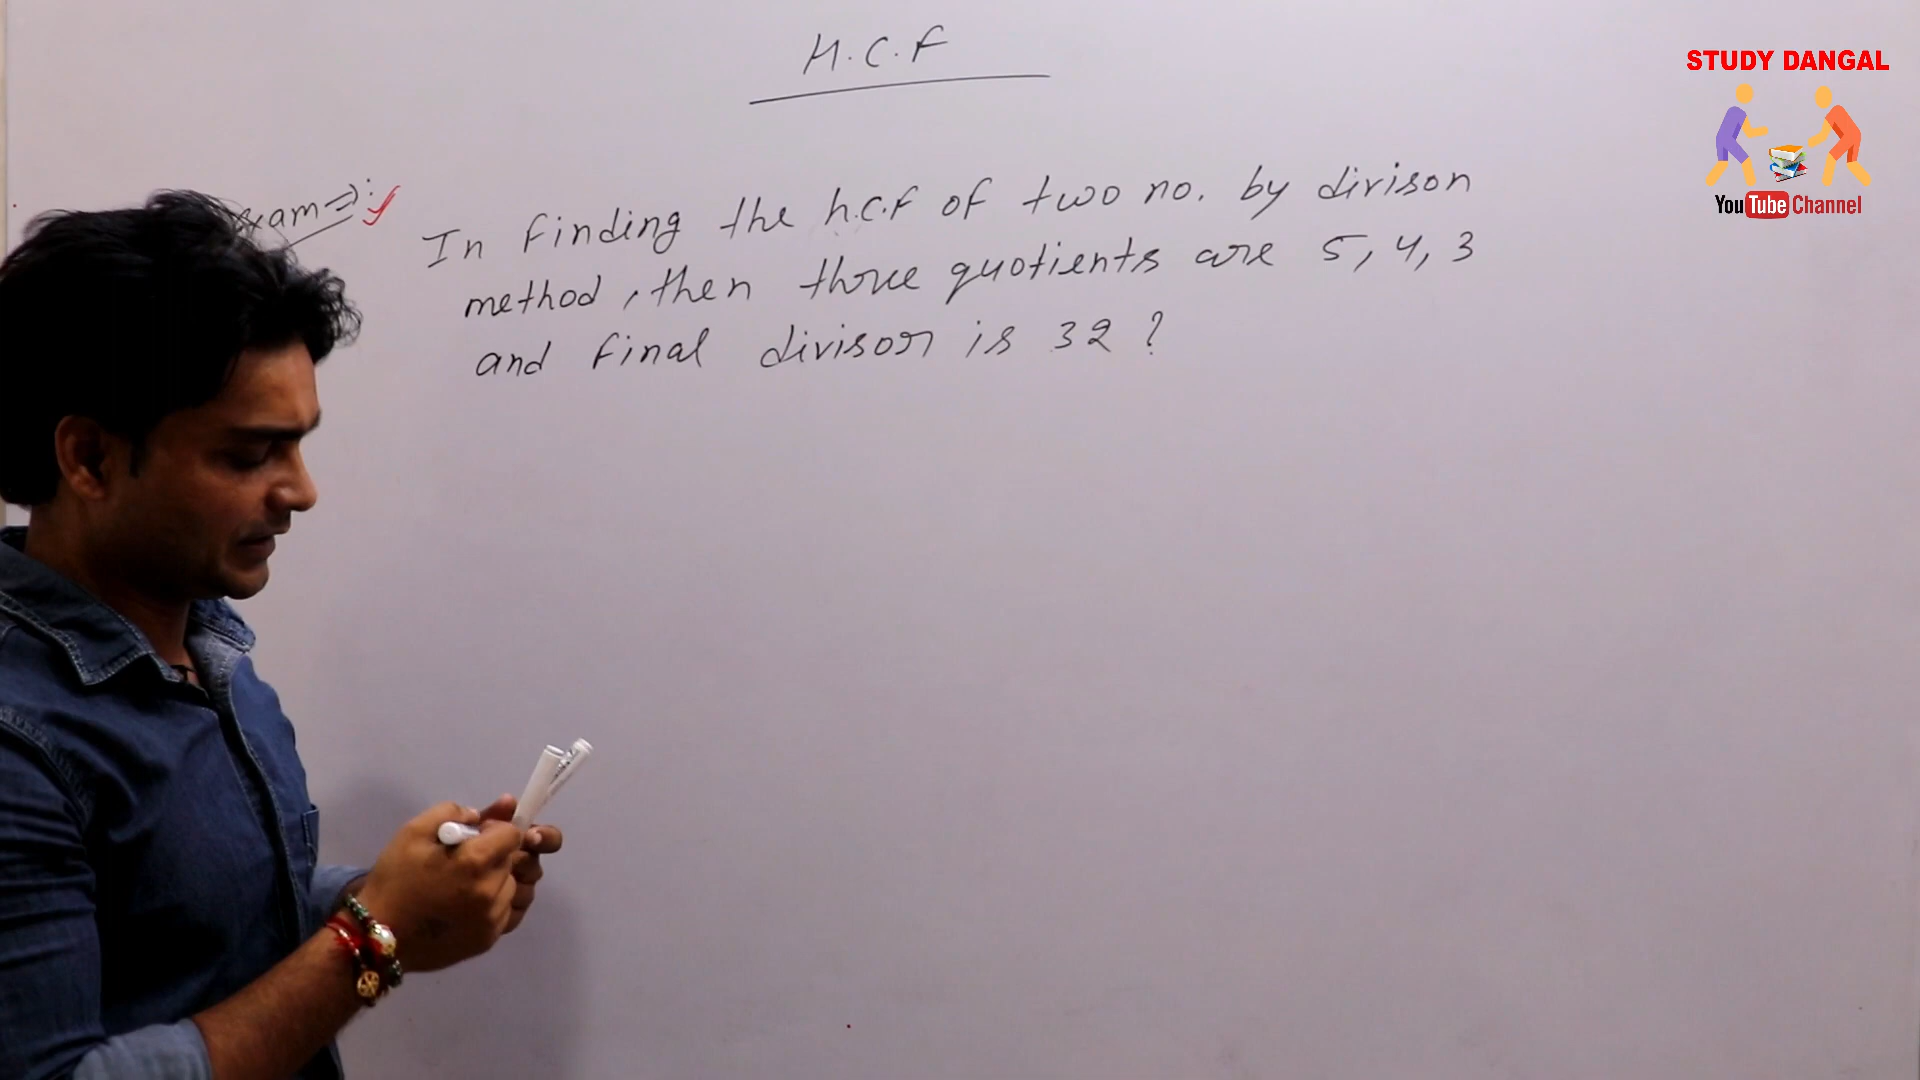 H.C.F
STUDY DANGAL
YouTube Channel
Exam ⇒:
In finding the h.c.f of two no. by divison
method, then three quotients are 5, 4, 3
and final divisor is 32 ?